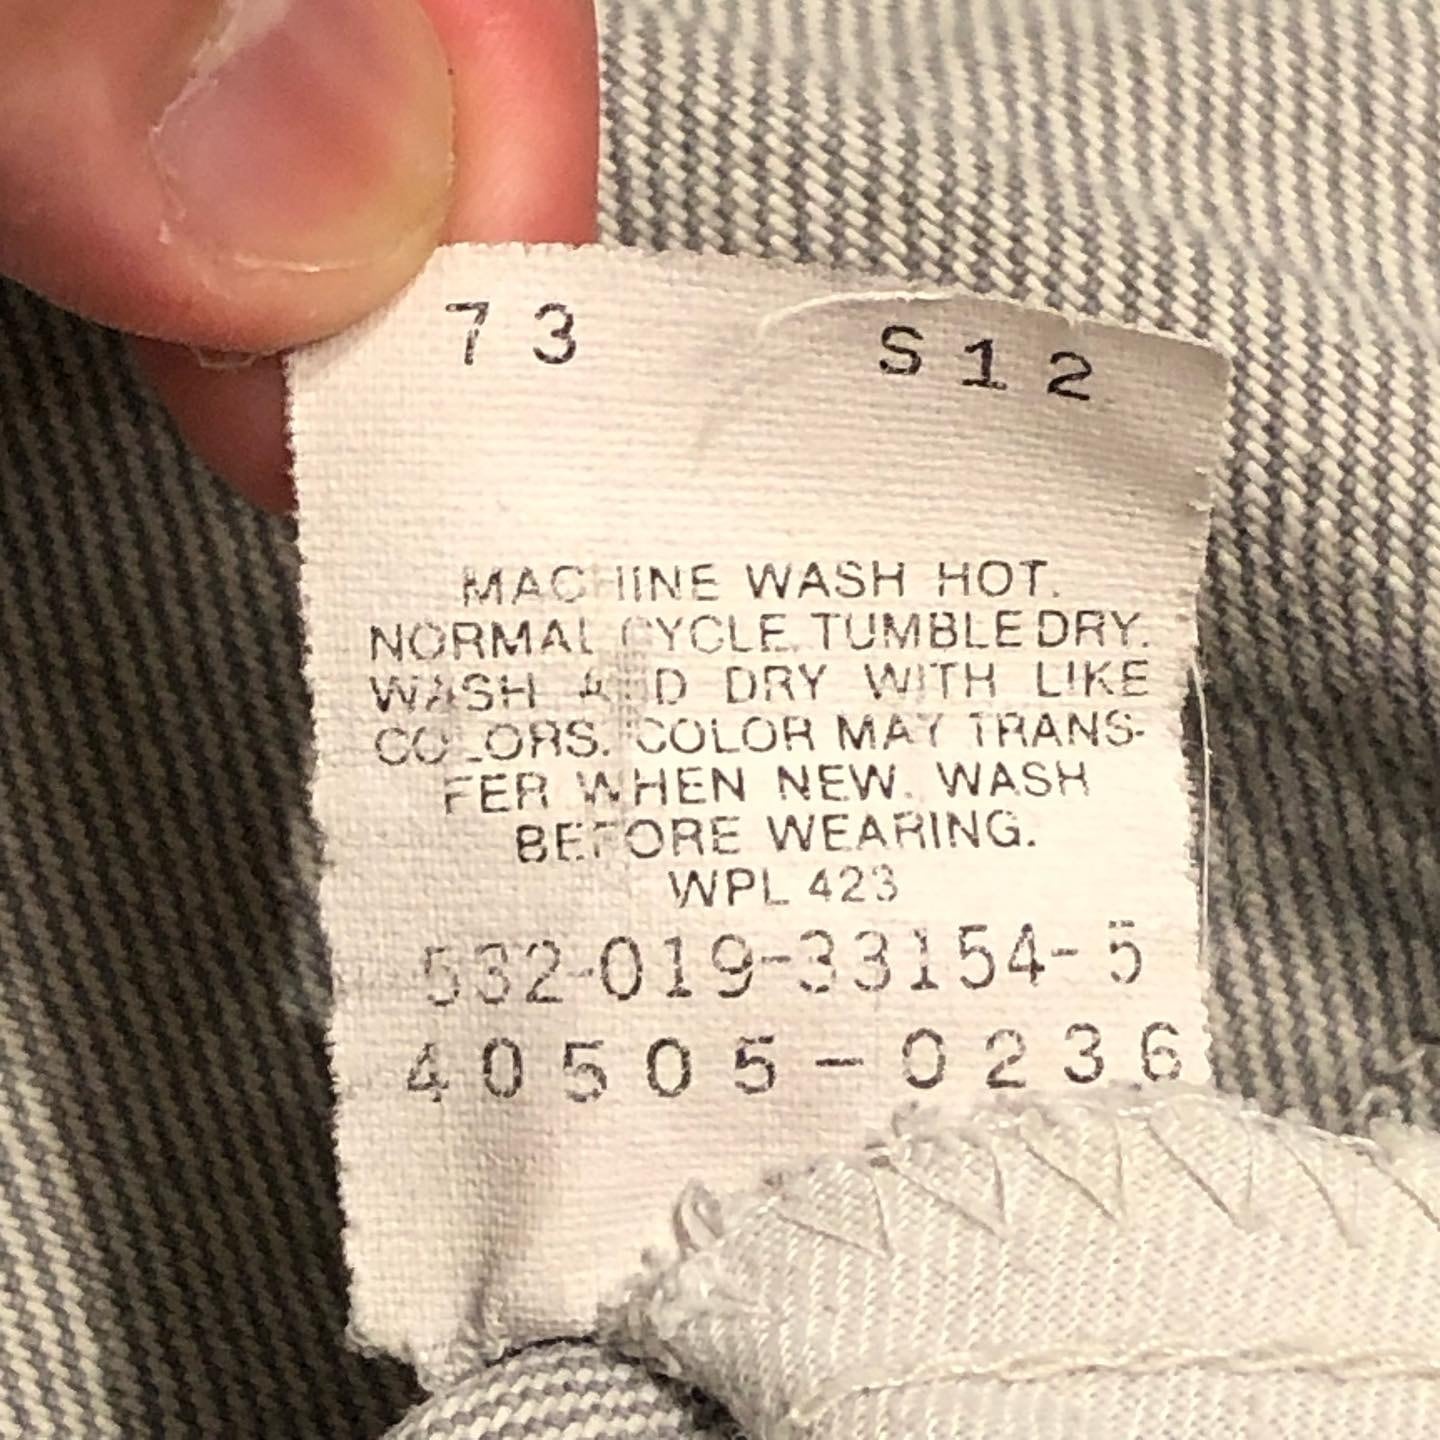 73 S12
MACHINE WASH HOT.
NORMAL CYCLE. TUMBLE DRY.
WASH AND DRY WITH LIKE
COLORS. COLOR MAY TRANS-
FER WHEN NEW. WASH
BEFORE WEARING.
WPL 423
532-019-33154-5
40505-0236